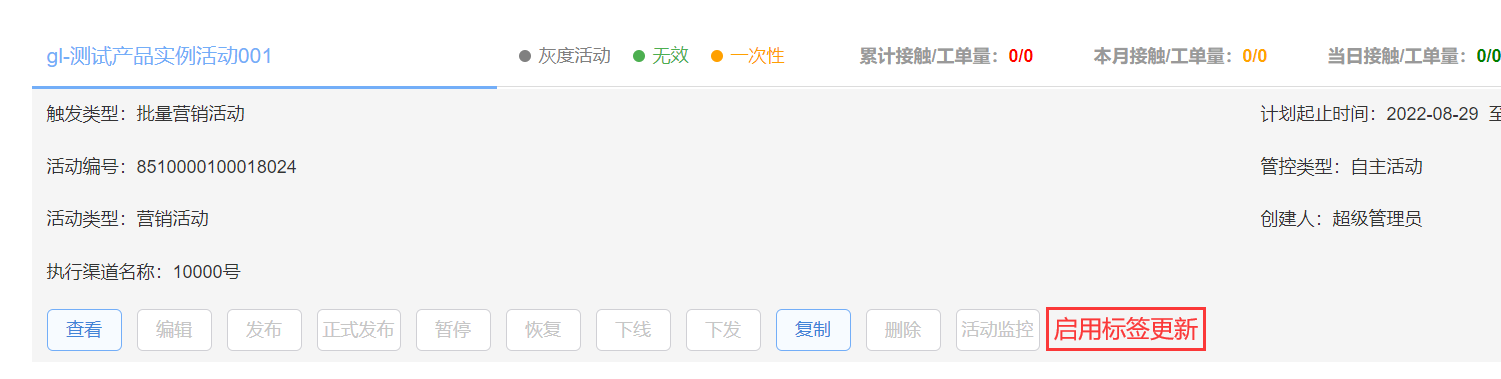 gl-测试产品实例活动001 灰度活动 无效 一次性 累计接触/工单量：0/0 本月接触/工单量：0/0 当日接触/工单量：0/0
触发类型：批量营销活动 计划起止时间：2022-08-29 至
活动编号：8510000100018024 管控类型：自主活动
活动类型：营销活动 创建人：超级管理员
执行渠道名称：10000号
查看 编辑 发布 正式发布 暂停 恢复 下线 下发 复制 删除 活动监控 启用标签更新